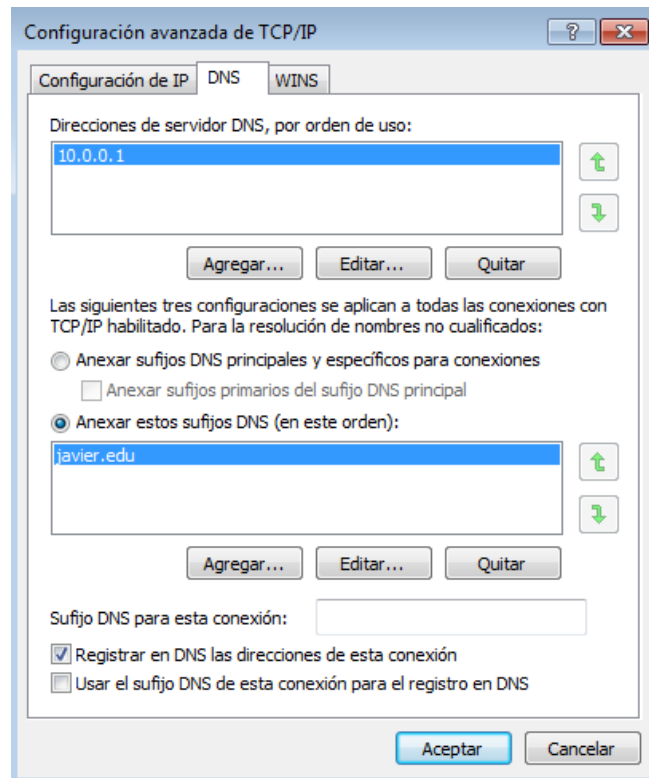 Configuración avanzada de TCP/IP
Configuración de IP DNS WINS
Direcciones de servidor DNS, por orden de uso:
10.0.0.1
Agregar... Editar... Quitar
Las siguientes tres configuraciones se aplican a todas las conexiones con
TCP/IP habilitado. Para la resolución de nombres no cualificados:
Anexar sufijos DNS principales y específicos para conexiones
Anexar sufijos primarios del sufijo DNS principal
Anexar estos sufijos DNS (en este orden):
javier.edu
Agregar... Editar... Quitar
Sufijo DNS para esta conexión:
Registrar en DNS las direcciones de esta conexión
Usar el sufijo DNS de esta conexión para el registro en DNS
Aceptar Cancelar